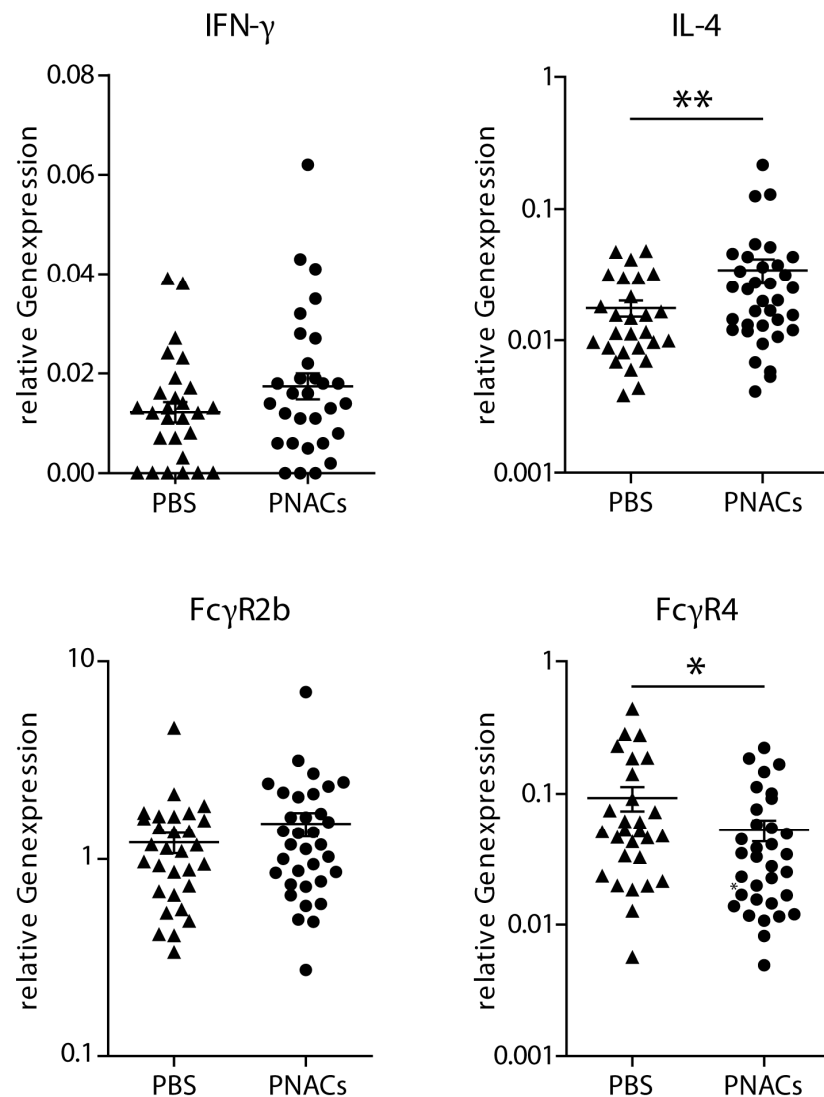 IFN-γ
relative Genexpression
0.08
0.06
0.04
0.02
0.00
PBS
PNACs
IL-4
relative Genexpression
1
0.1
0.01
0.001
**
PBS
PNACs
FcγR2b
relative Genexpression
10
1
0.1
PBS
PNACs
FcγR4
relative Genexpression
1
0.1
0.01
0.001
*
*
PBS
PNACs